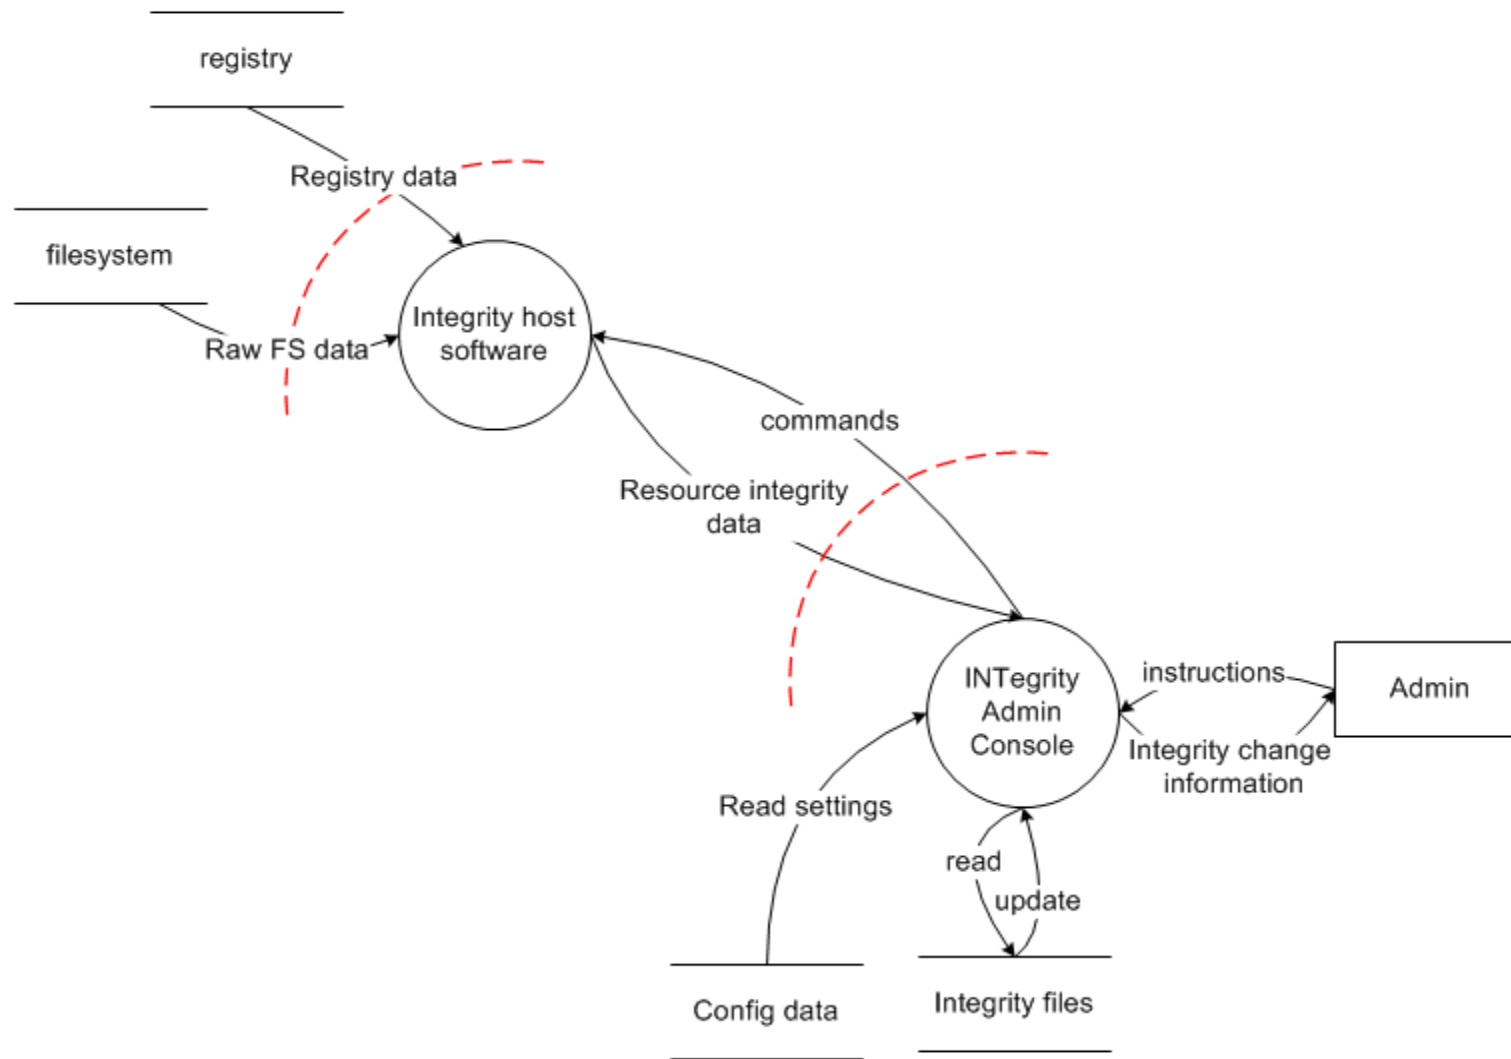 registry
Registry data
filesystem
Raw FS data
Integrity host
software
commands
Resource integrity
data
INTegrity
Admin
Console
instructions
Admin
Integrity change
information
Read settings
read
update
Config data
Integrity files